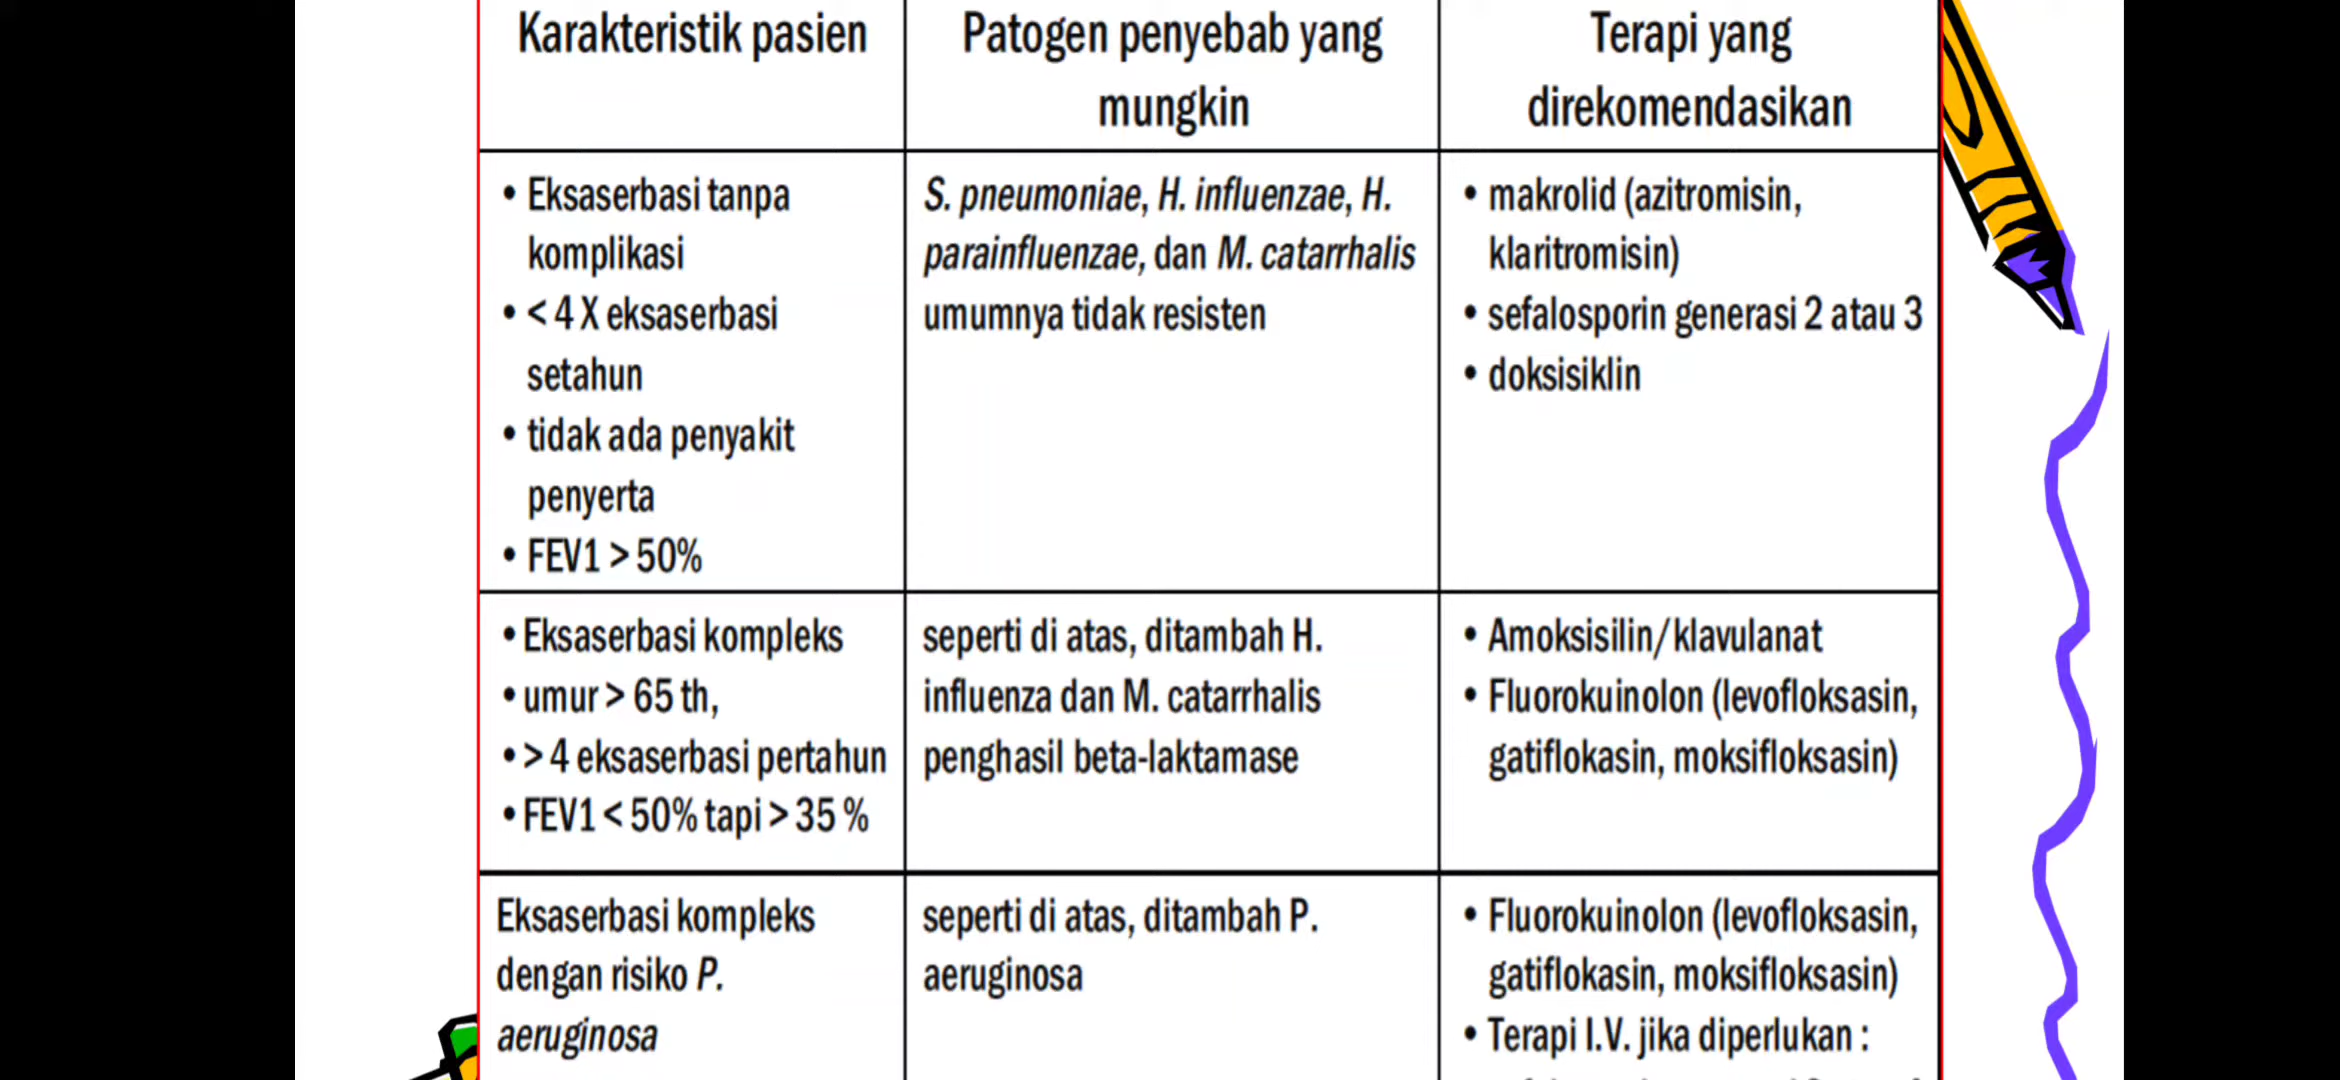 Karakteristik pasien
Patogen penyebab yang
mungkin
Terapi yang
direkomendasikan
• Eksaserbasi tanpa
komplikasi
• < 4 X eksaserbasi
setahun
• tidak ada penyakit
penyerta
• FEV1 > 50%
S. pneumoniae, H. influenzae, H.
parainfluenzae, dan M. catarrhalis
umumnya tidak resisten
• makrolid (azitromisin,
klaritromisin)
• sefalosporin generasi 2 atau 3
• doksisiklin
• Eksaserbasi kompleks
• umur > 65 th,
• > 4 eksaserbasi pertahun
• FEV1 < 50% tapi > 35 %
seperti di atas, ditambah H.
influenza dan M. catarrhalis
penghasil beta-laktamase
• Amoksisilin/klavulanat
• Fluorokuinolon (levofloksasin,
gatiflokasin, moksifloksasin)
Eksaserbasi kompleks
dengan risiko P.
aeruginosa
seperti di atas, ditambah P.
aeruginosa
• Fluorokuinolon (levofloksasin,
gatiflokasin, moksifloksasin)
• Terapi I.V. jika diperlukan :